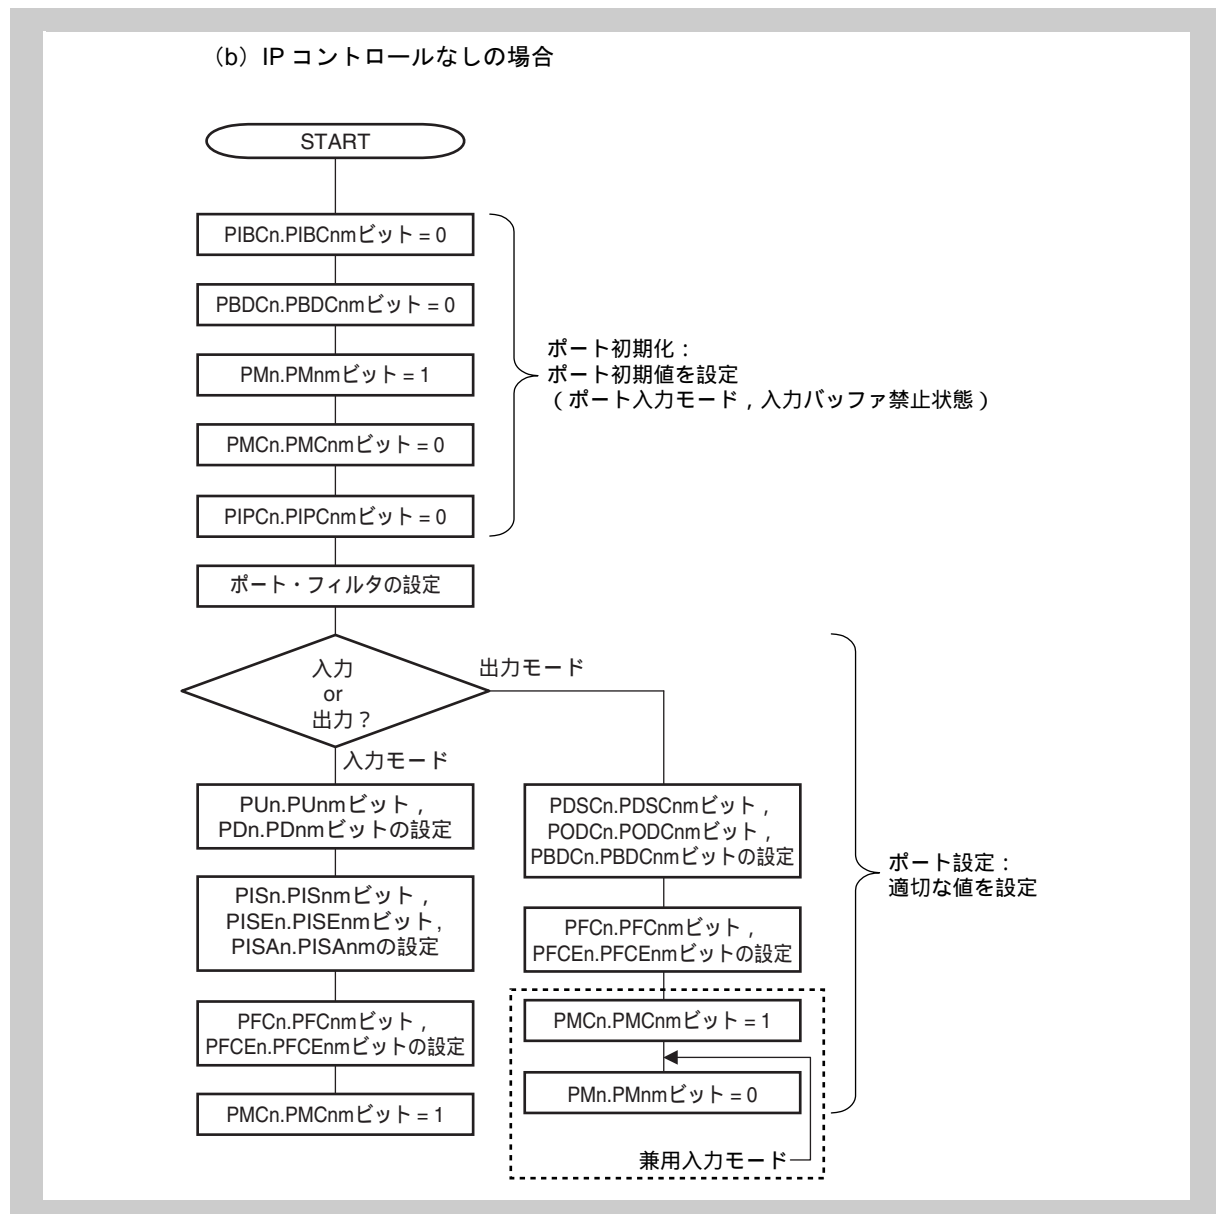 （b）IP コントロールなしの場合
START
PIBCn.PIBCnmビット = 0
PBDCn.PBDCnmビット = 0
PMn.PMnmビット = 1
PMCn.PMCnmビット = 0
PIPCn.PIPCnmビット = 0
ポート初期化：
ポート初期値を設定
（ポート入力モード，入力バッファ禁止状態）
ポート・フィルタの設定
入力
or
出力？
出力モード
入力モード
PUn.PUnmビット，
PDn.PDnmビットの設定
PISn.PISnmビット，
PISEn.PISEnmビット，
PISAn.PISAnmの設定
PFCn.PFCnmビット，
PFCEn.PFCEnmビットの設定
PMCn.PMCnmビット = 1
PDSCn.PDSCnmビット，
PODCn.PODCnmビット，
PBDCn.PBDCnmビットの設定
PFCn.PFCnmビット，
PFCEn.PFCEnmビットの設定
PMCn.PMCnmビット = 1
PMn.PMnmビット = 0
兼用入力モード
ポート設定：
適切な値を設定